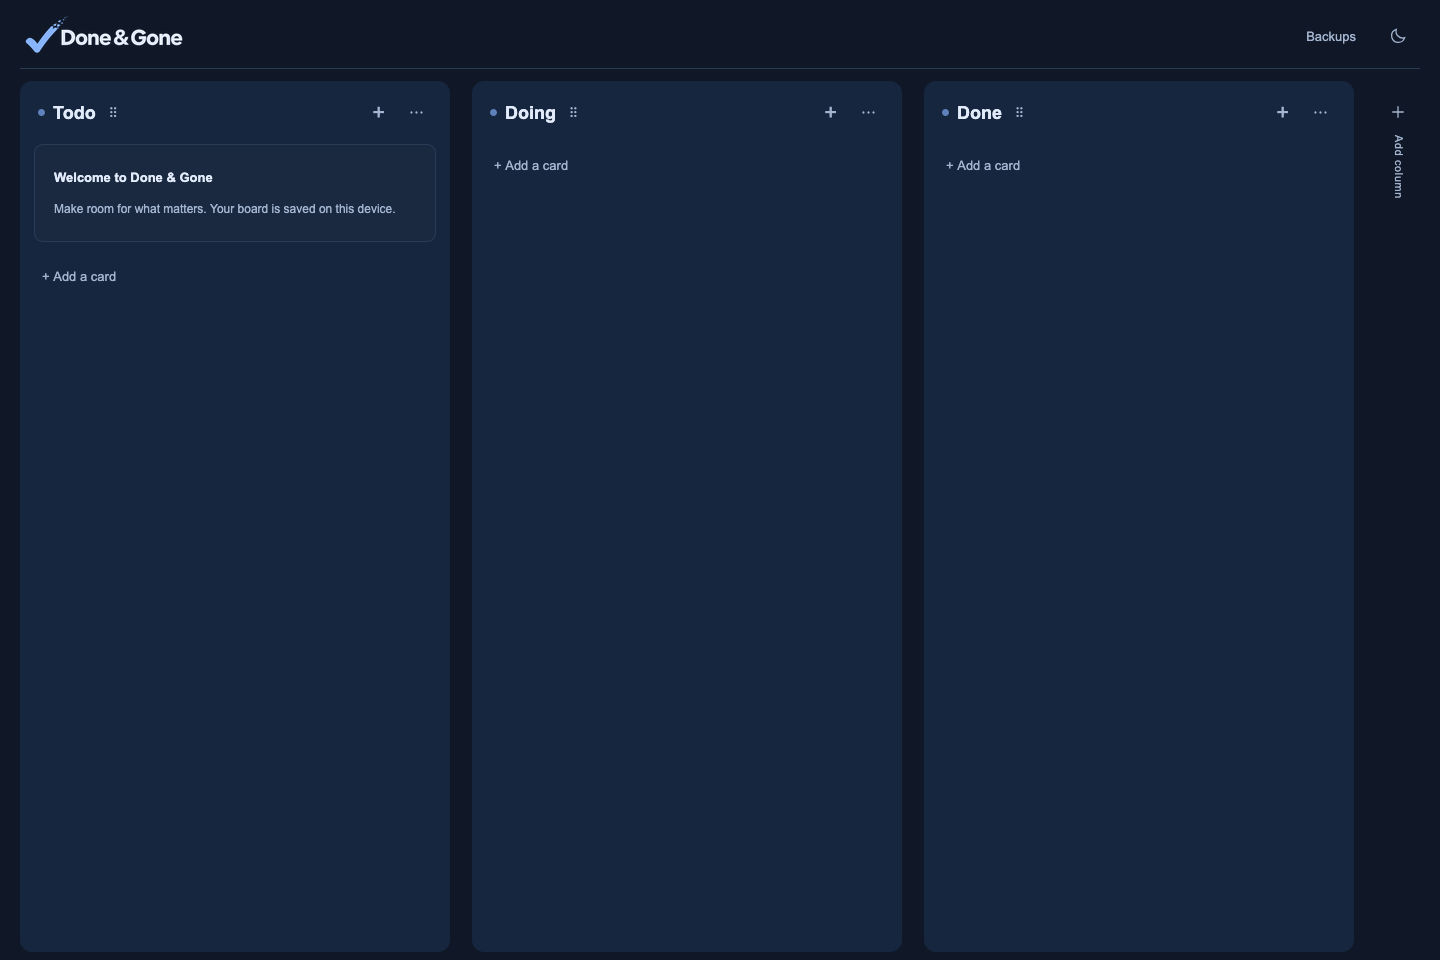 Done & Gone
Backups
Todo
Welcome to Done & Gone
Make room for what matters. Your board is saved on this device.
+ Add a card
Doing
+ Add a card
Done
+ Add a card
Add column